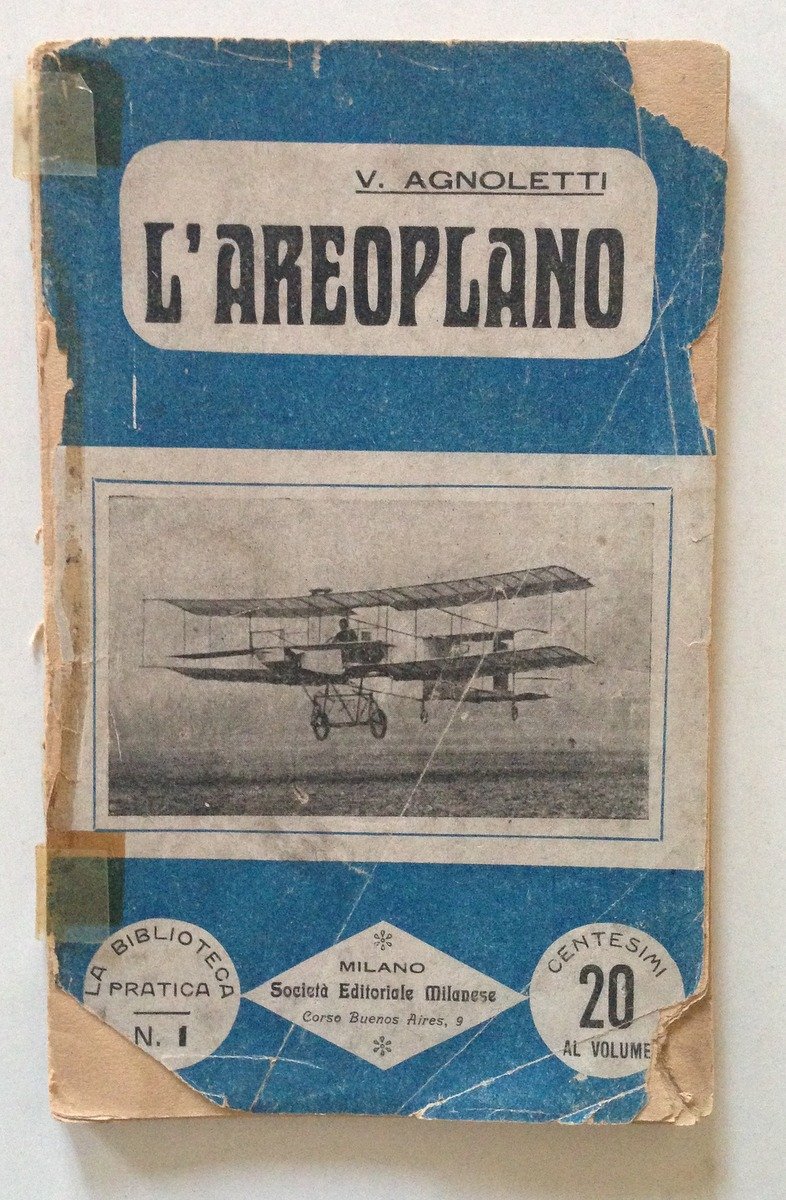 V. AGNOLETTI
L'AREOPLANO
LA BIBLIOTECA
PRATICA
N. 1
MILANO
Società Editoriale Milanese
Corso Buenos Aires, 9
CENTESIMI
20
AL VOLUME